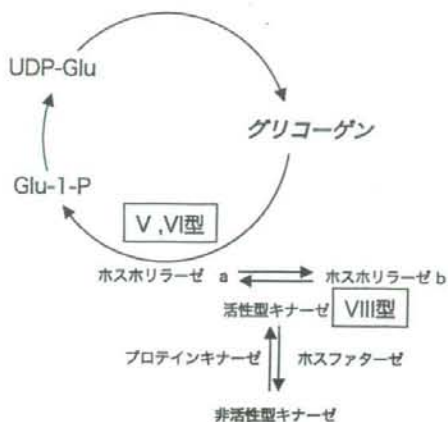 UDP-Glu
グリコーゲン
Glu-1-P
V ,VI型
ホスホリラーゼ a
ホスホリラーゼ b
活性型キナーゼ
VIII型
プロテインキナーゼ
ホスファターゼ
非活性型キナーゼ